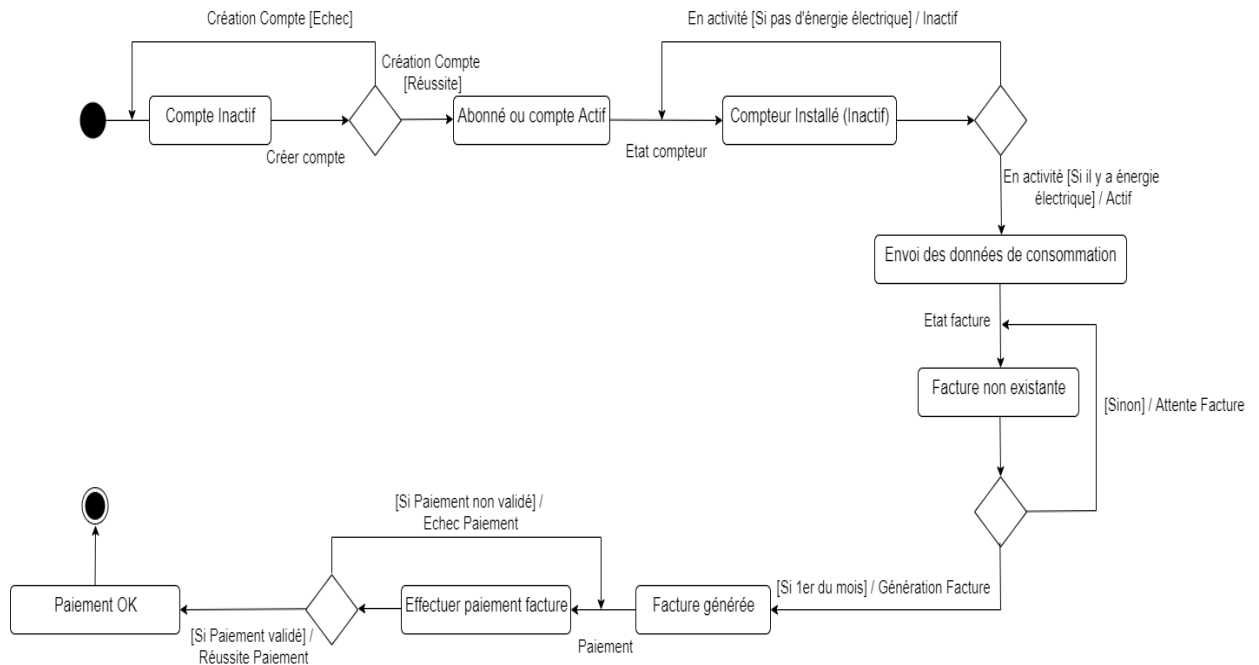 Création Compte [Echec]
En activité [Si pas d'énergie électrique] / Inactif
Création Compte
[Réussite]
Compte Inactif
Abonné ou compte Actif
Compteur Installé (Inactif)
Créer compte
Etat compteur
En activité [Si il y a énergie
électrique] / Actif
Envoi des données de consommation
Etat facture
Facture non existante
[Sinon] / Attente Facture
[Si Paiement non validé] /
Echec Paiement
[Si 1er du mois] / Génération Facture
Paiement OK
Effectuer paiement facture
Facture générée
[Si Paiement validé] /
Réussite Paiement
Paiement